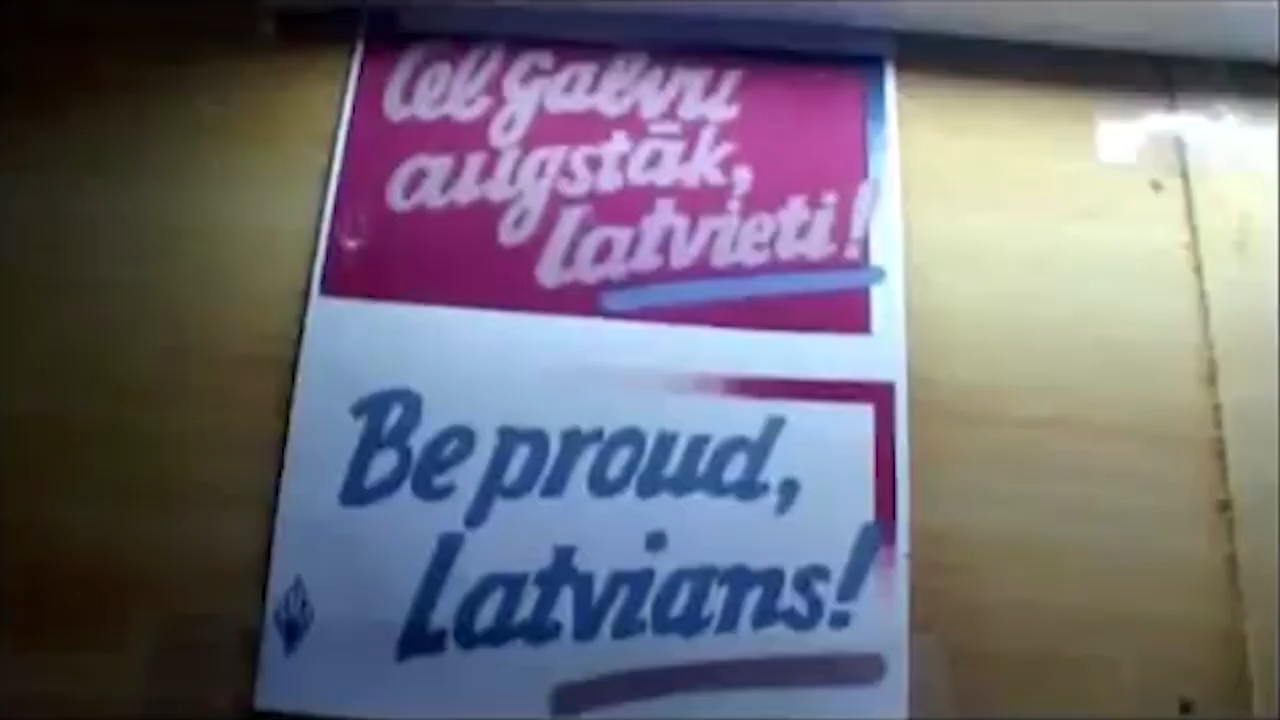 Cel galvu
augstāk,
latvieti!
Be proud,
Latvians!